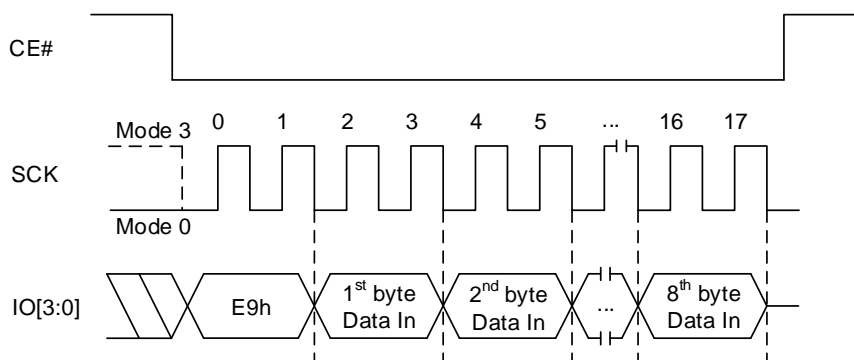 CE#
0 1 2 3 4 5 ... 16 17
Mode 3
SCK
Mode 0
IO[3:0]
E9h
1st byte
Data In
2nd byte
Data In
...
8th byte
Data In